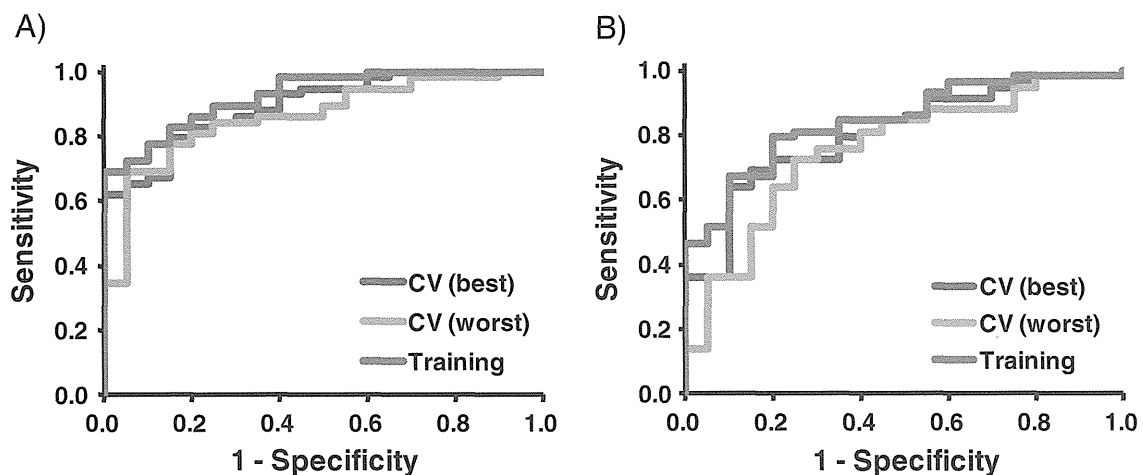 A)
1.0
0.8
0.6
0.4
0.2
0.0
Sensitivity
CV (best)
CV (worst)
Training
0.0 0.2 0.4 0.6 0.8 1.0
1 - Specificity
B)
1.0
0.8
0.6
0.4
0.2
0.0
Sensitivity
CV (best)
CV (worst)
Training
0.0 0.2 0.4 0.6 0.8 1.0
1 - Specificity